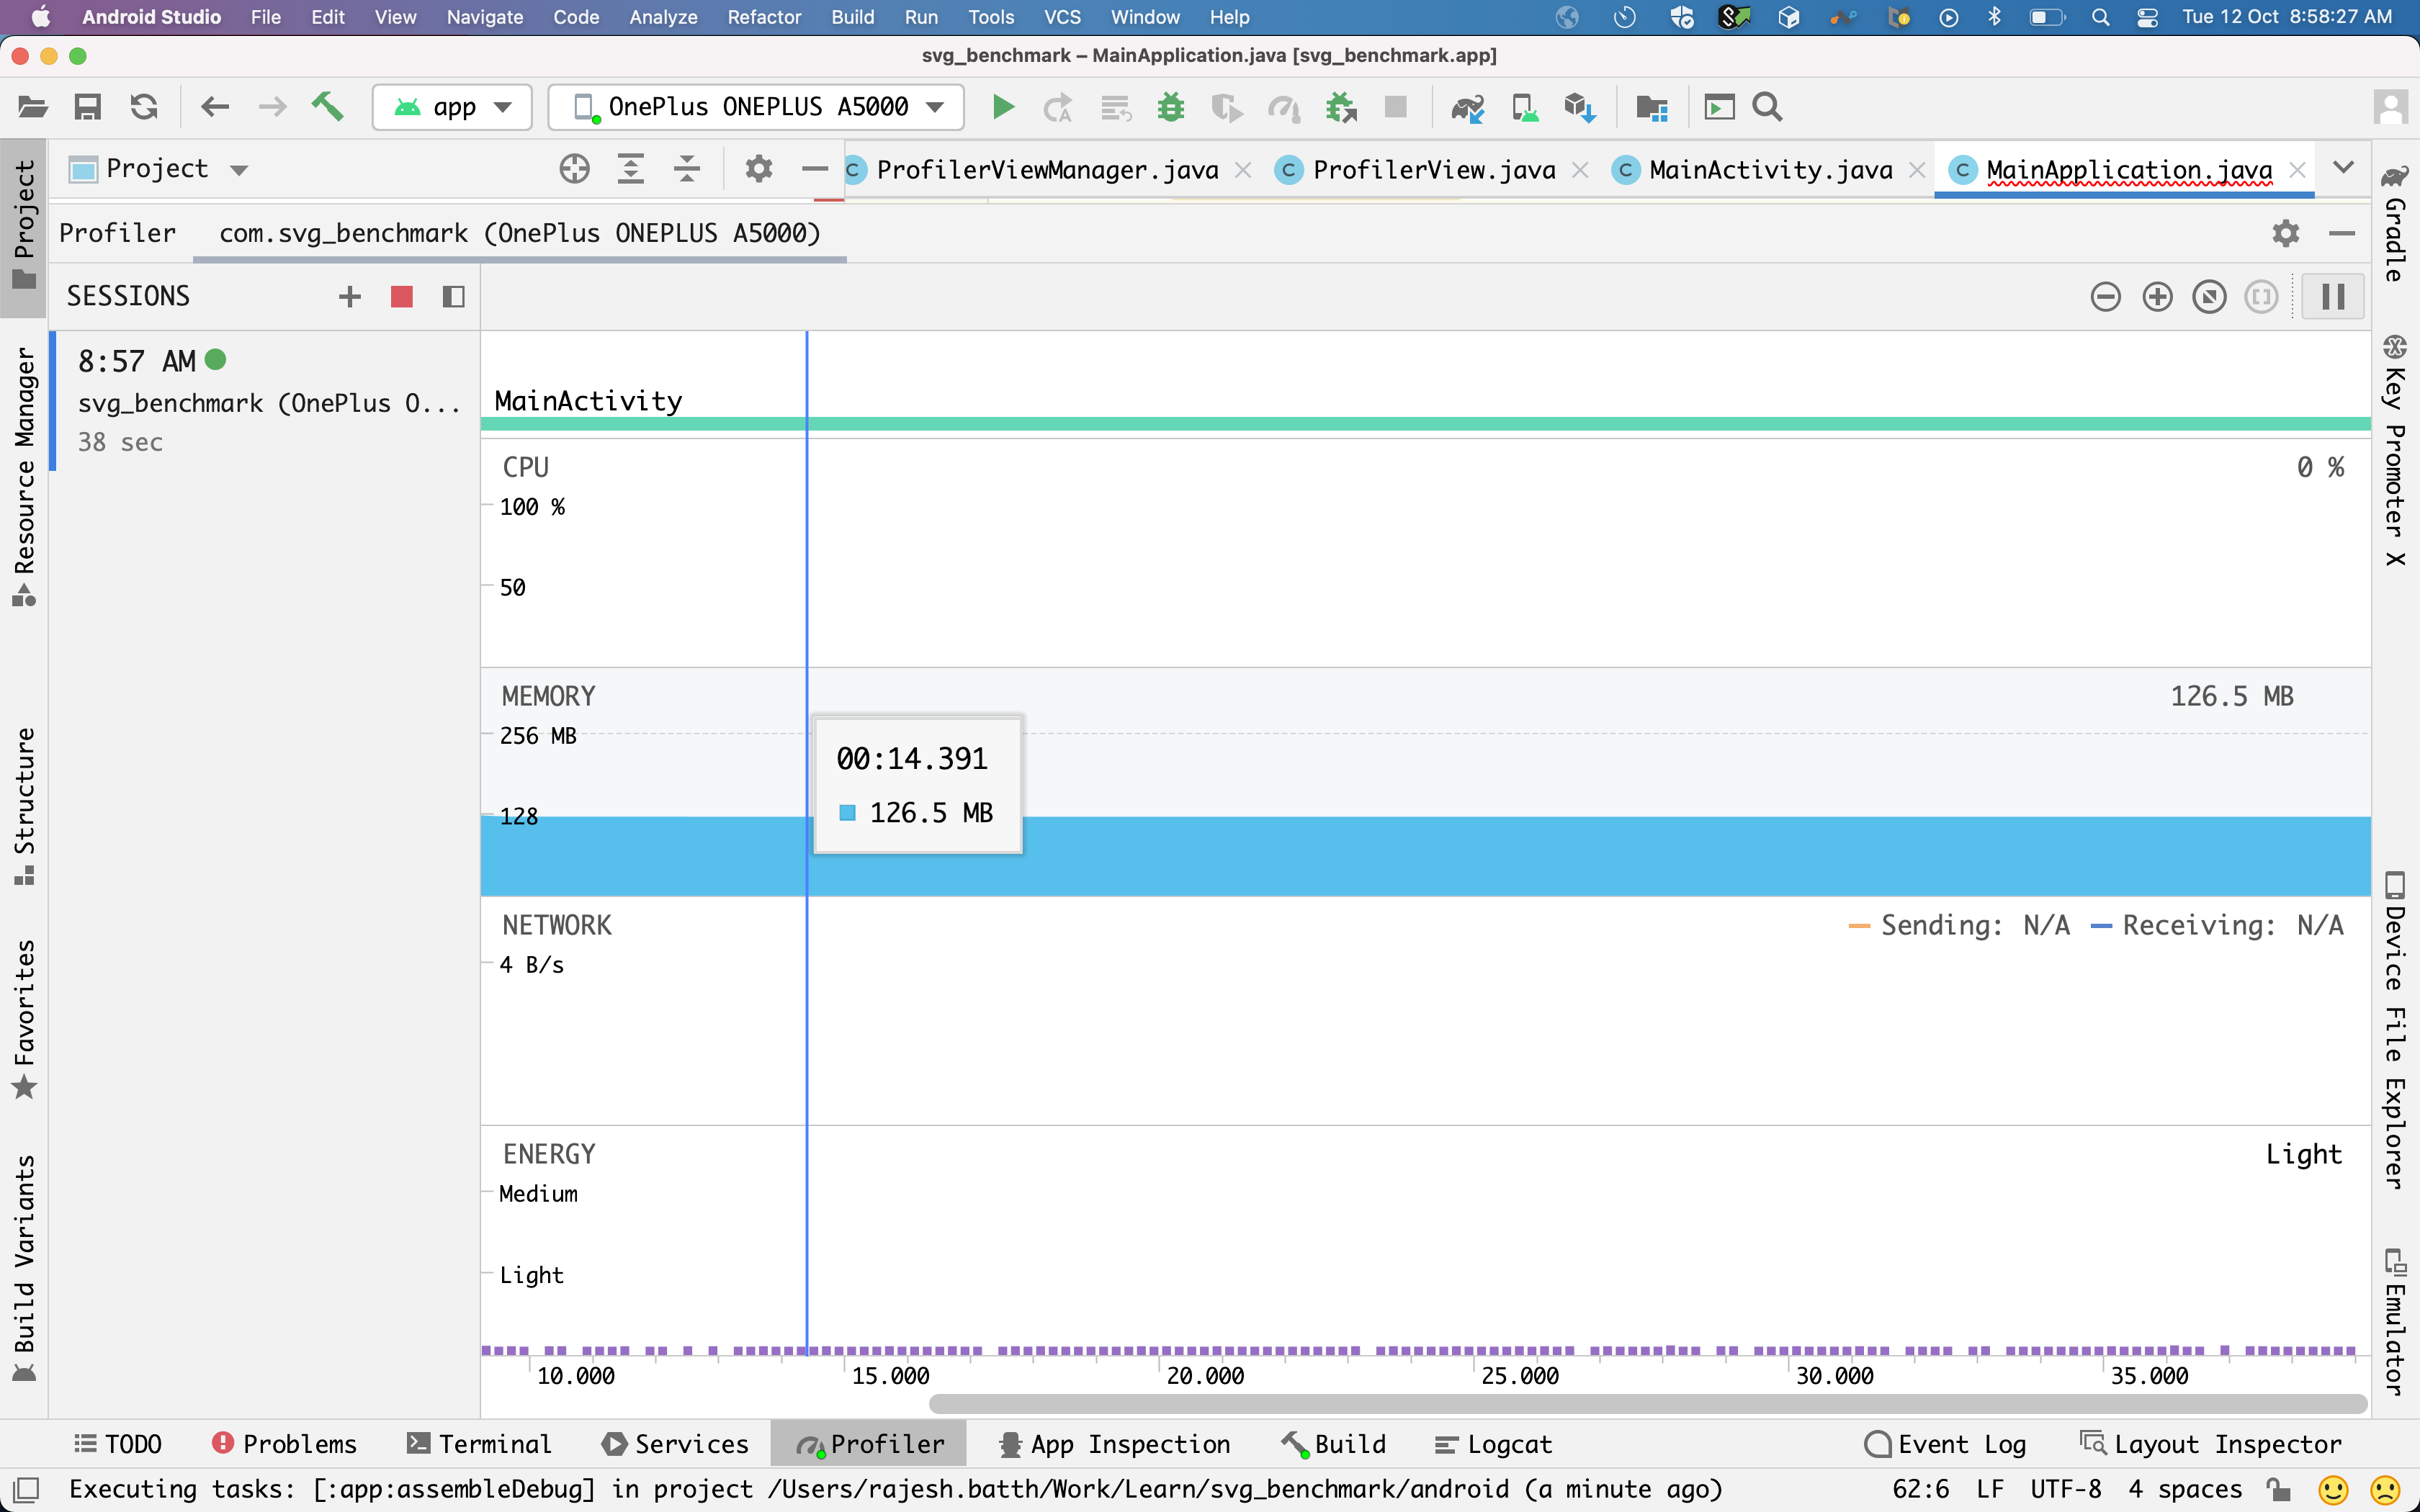 Android Studio File Edit View Navigate Code Analyze Refactor Build Run Tools VCS Window Help Tue 12 Oct 8:58:27 AM
svg_benchmark – MainApplication.java [svg_benchmark.app]
app OnePlus ONEPLUS A5000
Project ProfilerViewManager.java ProfilerView.java MainActivity.java MainApplication.java
Profiler com.svg_benchmark (OnePlus ONEPLUS A5000)
SESSIONS
8:57 AM
svg_benchmark (OnePlus O...
38 sec
MainActivity
CPU 0 %
100 %
50
MEMORY 126.5 MB
256 MB
128
00:14.391
126.5 MB
NETWORK Sending: N/A Receiving: N/A
4 B/s
ENERGY Light
Medium
Light
10.000 15.000 20.000 25.000 30.000 35.000
Project
Resource Manager
Structure
Favorites
Build Variants
Gradle
Key Promoter X
Device File Explorer
Emulator
TODO Problems Terminal Services Profiler App Inspection Build Logcat Event Log Layout Inspector
Executing tasks: [:app:assembleDebug] in project /Users/rajesh.batth/Work/Learn/svg_benchmark/android (a minute ago) 62:6 LF UTF-8 4 spaces